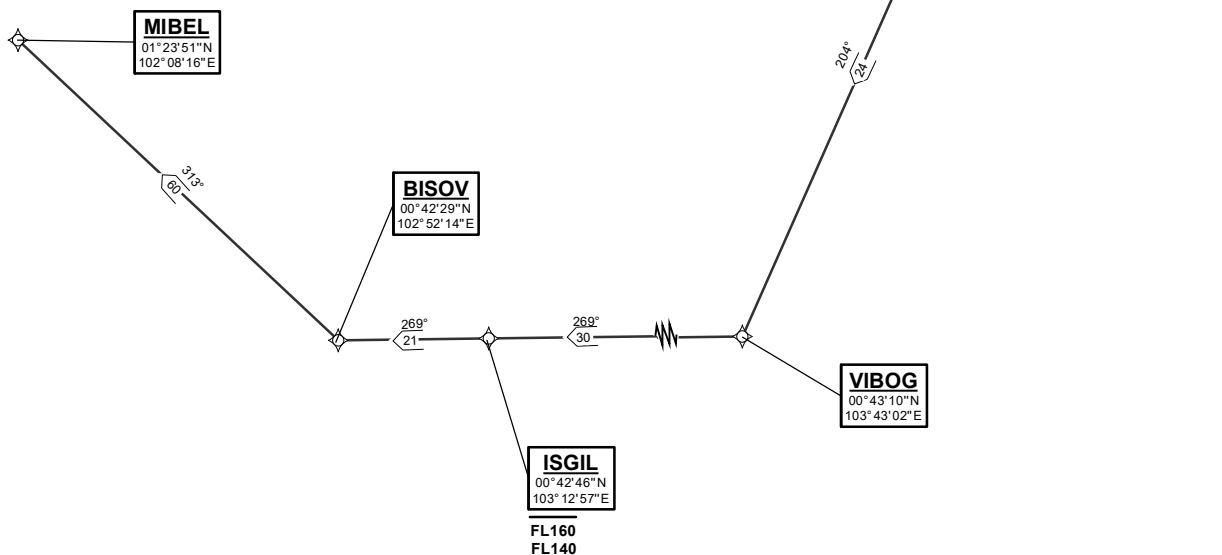 MIBEL
01°23'51"N
102°08'16"E
204°
24
313°
60
BISOV
00°42'29"N
102°52'14"E
269°
21
269°
30
VIBOG
00°43'10"N
103°43'02"E
ISGIL
00°42'46"N
103°12'57"E
FL160
FL140